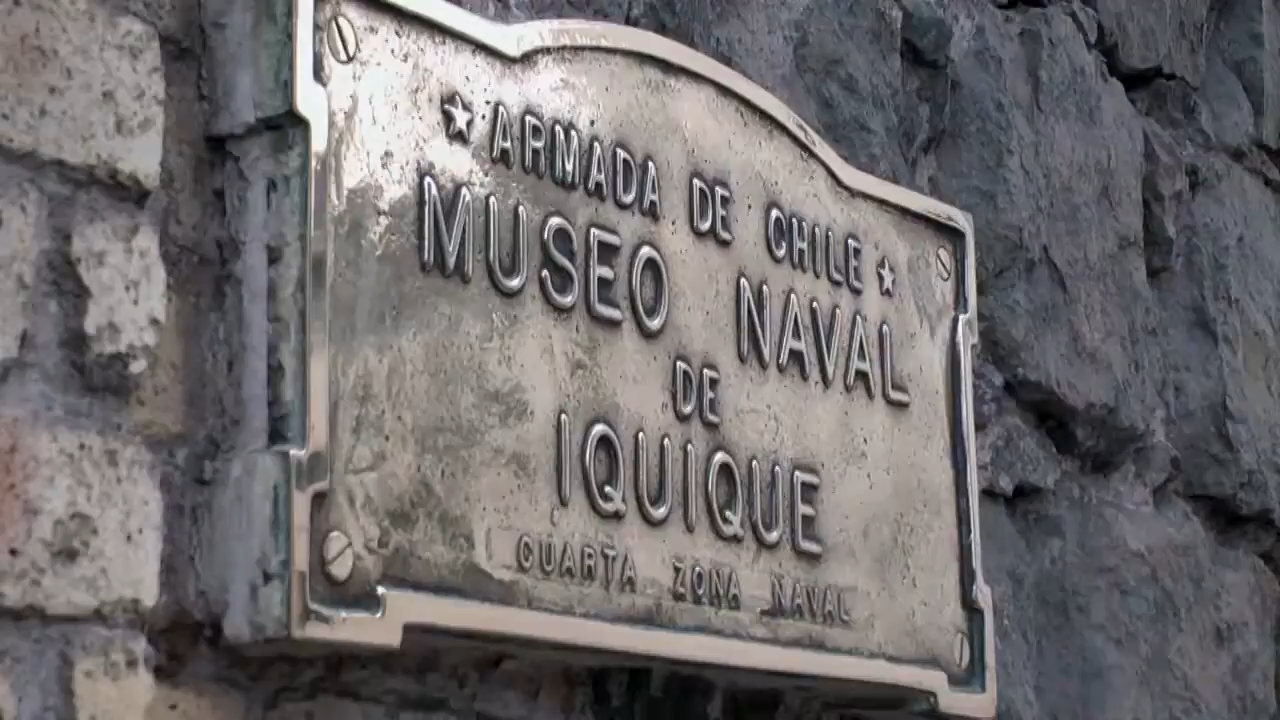 ★ ARMADA DE CHILE ★
MUSEO NAVAL
DE
IQUIQUE
CUARTA ZONA NAVAL